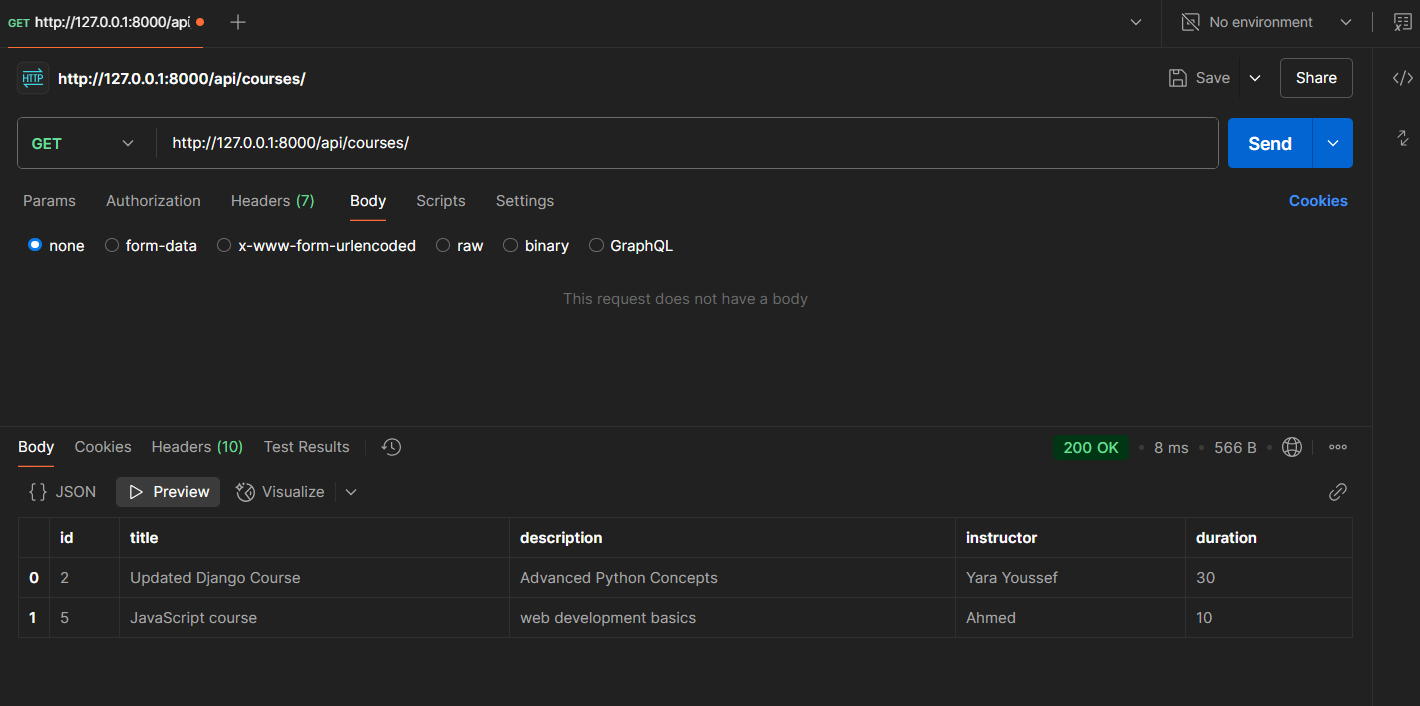 GET http://127.0.0.1:8000/api No environment
HTTP http://127.0.0.1:8000/api/courses/ Save Share
GET http://127.0.0.1:8000/api/courses/ Send
Params Authorization Headers (7) Body Scripts Settings Cookies
none form-data x-www-form-urlencoded raw binary GraphQL
This request does not have a body
Body Cookies Headers (10) Test Results 200 OK 8 ms 566 B
{} JSON Preview Visualize
id title description instructor duration
0 2 Updated Django Course Advanced Python Concepts Yara Youssef 30
1 5 JavaScript course web development basics Ahmed 10